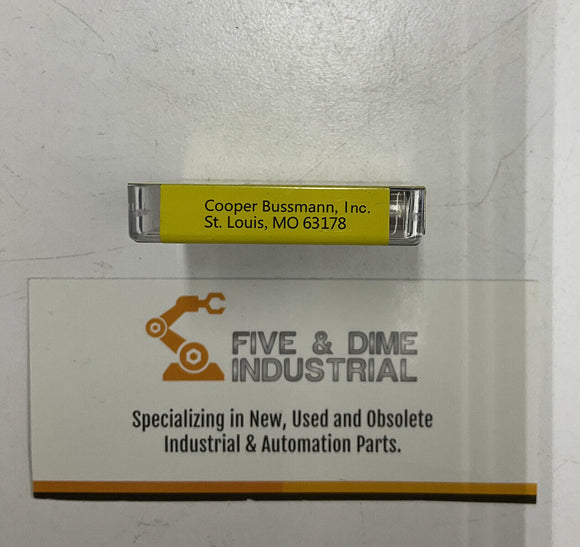 Cooper Bussmann, Inc.
St. Louis, MO 63178
FIVE & DIME
INDUSTRIAL
Specializing in New, Used and Obsolete
Industrial & Automation Parts.